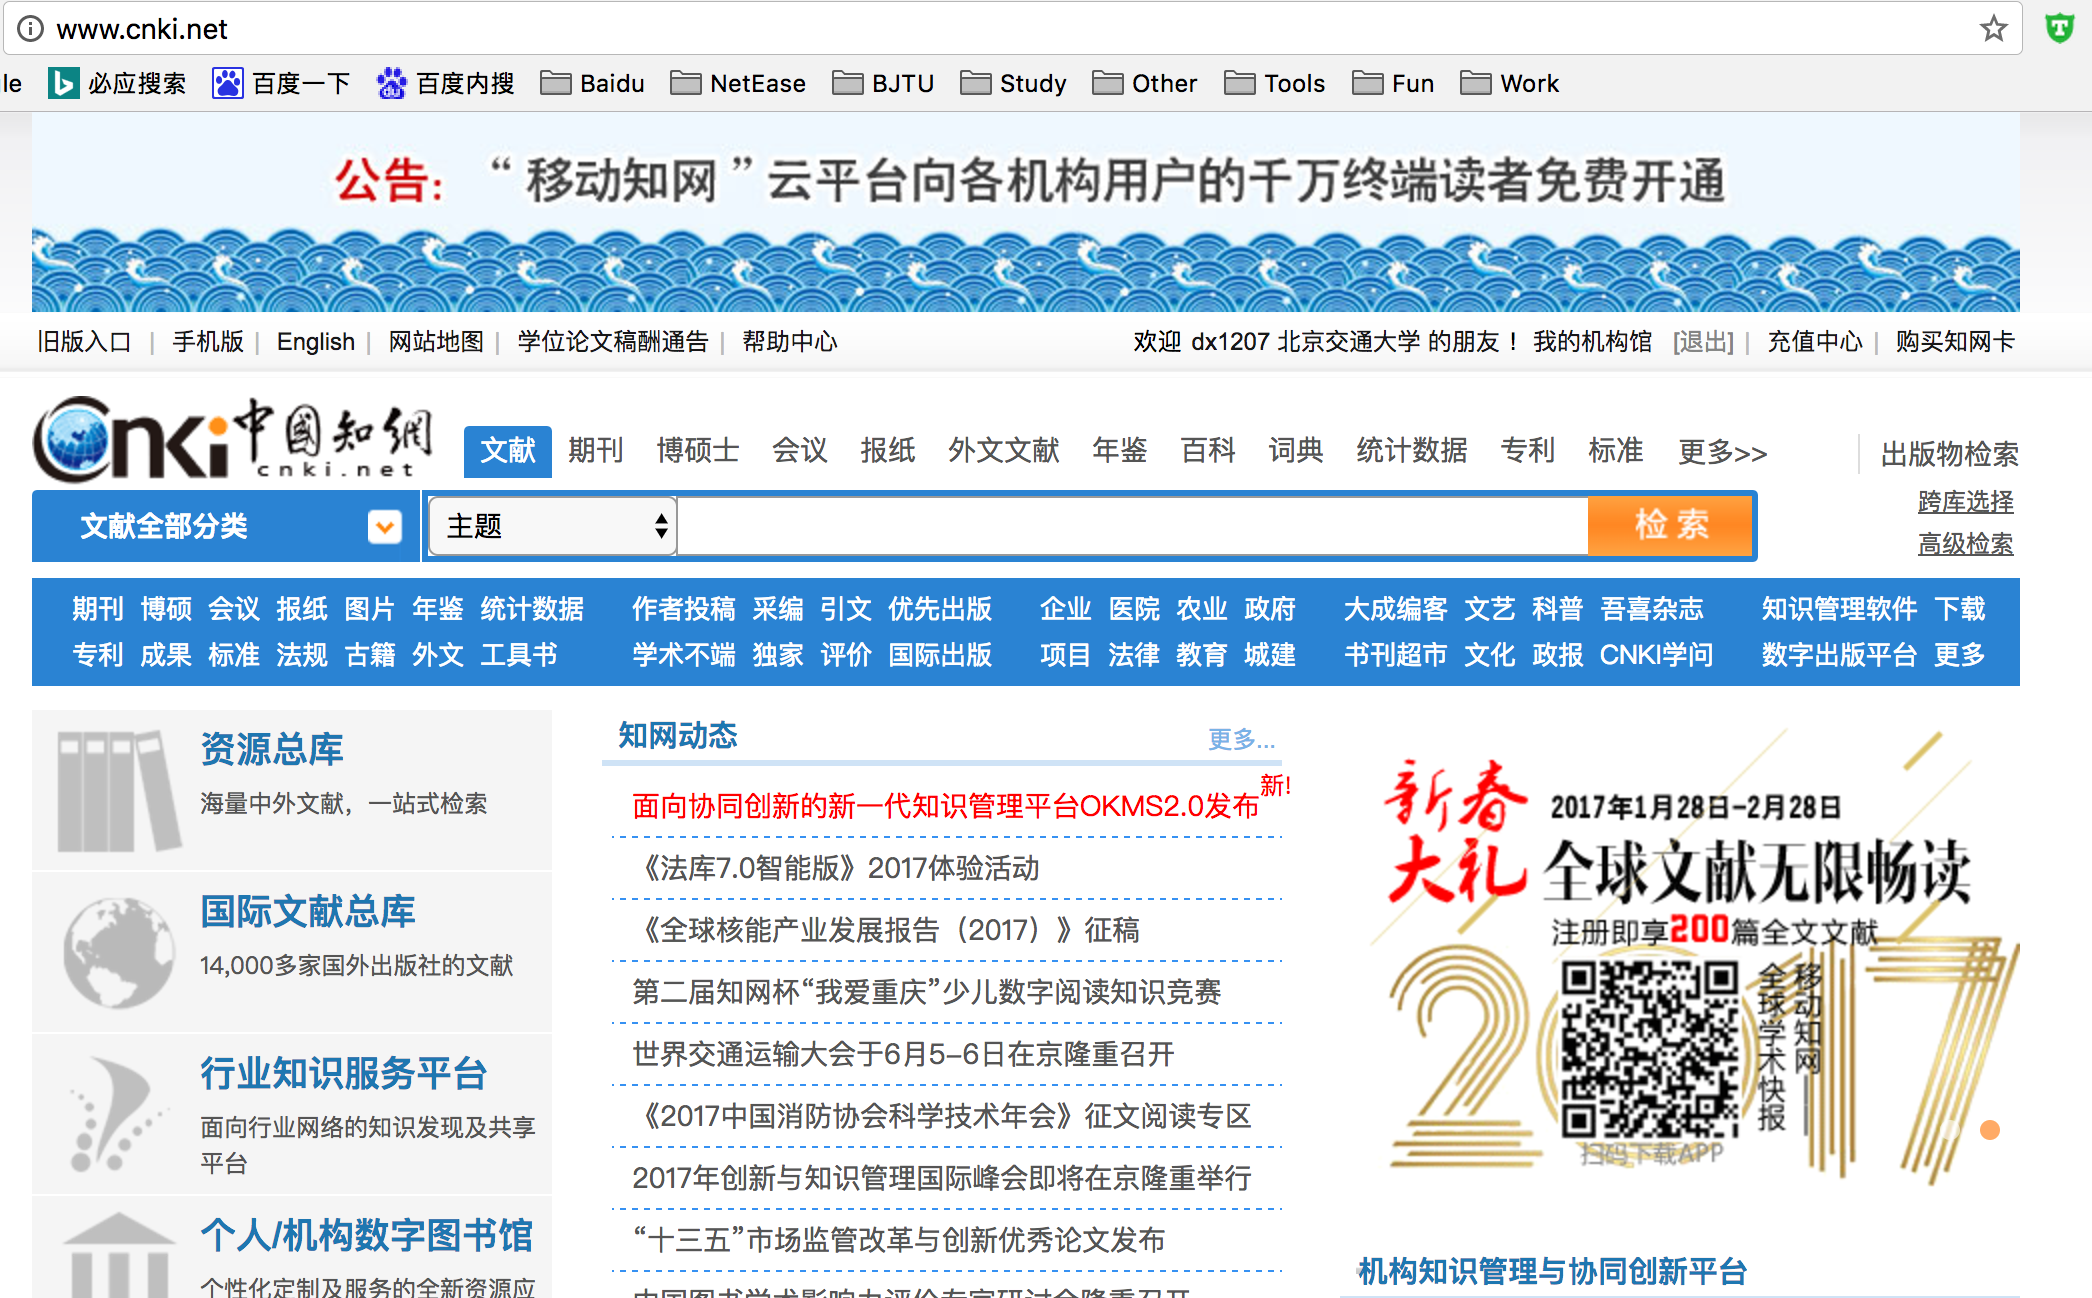 www.cnki.net
le 必应搜索 百度一下 百度内搜 Baidu NetEase BJTU Study Other Tools Fun Work
公告：“移动知网”云平台向各机构用户的千万终端读者免费开通
旧版入口 | 手机版 | English | 网站地图 | 学位论文稿酬通告 | 帮助中心
欢迎 dx1207 北京交通大学 的朋友！ 我的机构馆 [退出] | 充值中心 | 购买知网卡
Cnki 中國知網
cnki.net
文献 期刊 博硕士 会议 报纸 外文文献 年鉴 百科 词典 统计数据 专利 标准 更多>>
出版物检索
文献全部分类 主题 检索
跨库选择
高级检索
期刊 博硕 会议 报纸 图片 年鉴 统计数据 作者投稿 采编 引文 优先出版 企业 医院 农业 政府 大成编客 文艺 科普 吾喜杂志 知识管理软件 下载
专利 成果 标准 法规 古籍 外文 工具书 学术不端 独家 评价 国际出版 项目 法律 教育 城建 书刊超市 文化 政报 CNKI学问 数字出版平台 更多
资源总库
海量中外文献，一站式检索
国际文献总库
14,000多家国外出版社的文献
行业知识服务平台
面向行业网络的知识发现及共享
平台
个人/机构数字图书馆
个性化定制及服务的全新资源应
知网动态 更多...
面向协同创新的新一代知识管理平台OKMS2.0发布 新!
《法库7.0智能版》2017体验活动
《全球核能产业发展报告（2017）》征稿
第二届知网杯“我爱重庆”少儿数字阅读知识竞赛
世界交通运输大会于6月5-6日在京隆重召开
《2017中国消防协会科学技术年会》征文阅读专区
2017年创新与知识管理国际峰会即将在京隆重举行
“十三五”市场监管改革与创新优秀论文发布
中国图书学术影响力评价专家研讨会隆重召开
新春
大礼
2017年1月28日-2月28日
全球文献无限畅读
注册即享200篇全文文献
2017
移动知网——
全球学术快报
扫码下载APP
机构知识管理与协同创新平台